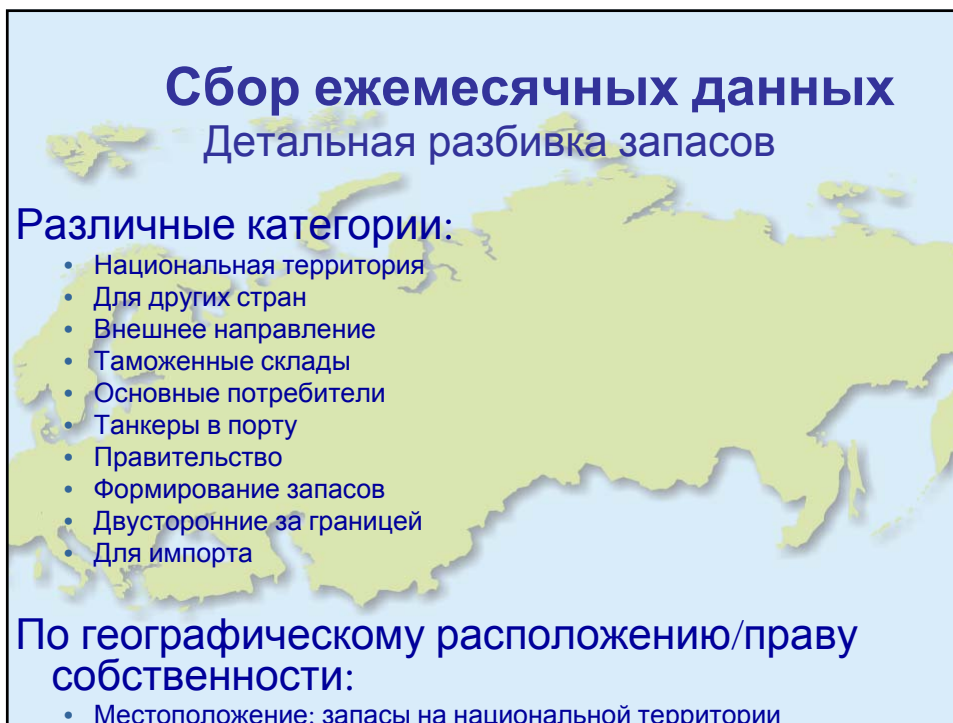 Сбор ежемесячных данных
Детальная разбивка запасов
Различные категории:
• Национальная территория
• Для других стран
• Внешнее направление
• Таможенные склады
• Основные потребители
• Танкеры в порту
• Правительство
• Формирование запасов
• Двусторонние за границей
• Для импорта
По географическому расположению/праву
собственности:
• Местоположение: запасы на национальной территории